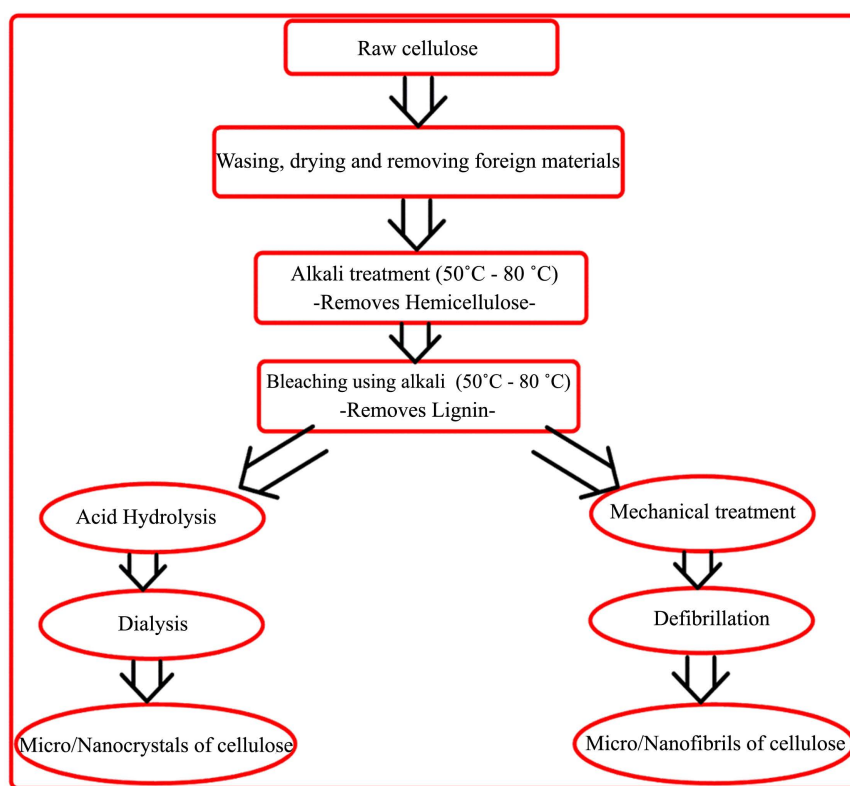 Raw cellulose
Wasing, drying and removing foreign materials
Alkali treatment (50˚C - 80 ˚C)
-Removes Hemicellulose-
Bleaching using alkali (50˚C - 80 ˚C)
-Removes Lignin-
Acid Hydrolysis
Mechanical treatment
Dialysis
Defibrillation
Micro/Nanocrystals of cellulose
Micro/Nanofibrils of cellulose